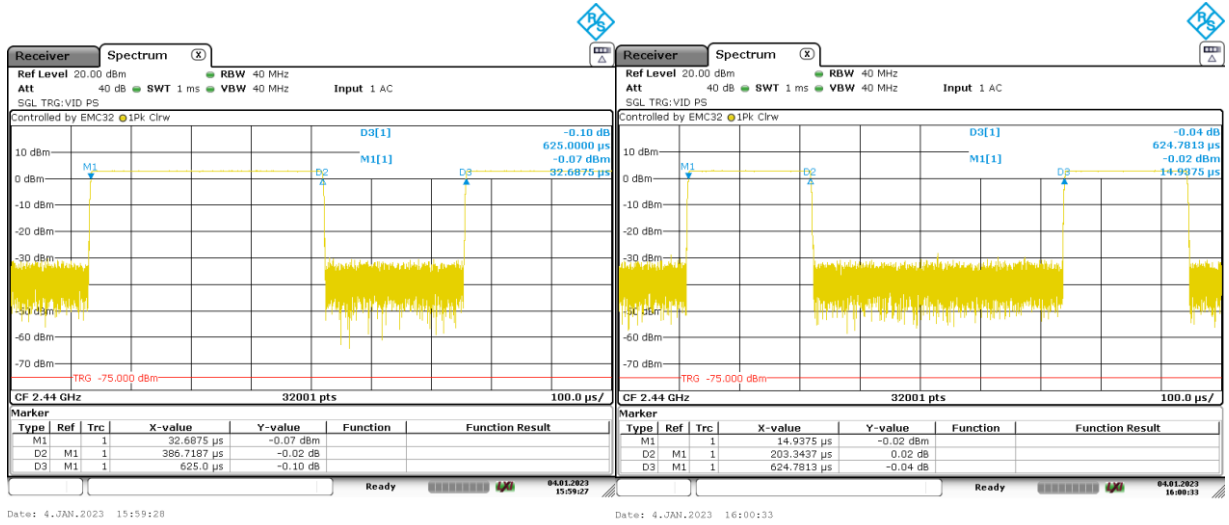 R&S
Receiver Spectrum X
Ref Level 20.00 dBm RBW 40 MHz
Att 40 dB SWT 1 ms VBW 40 MHz Input 1 AC
SGL TRG:VID PS
Controlled by EMC32 1Pk Clrw
D3[1] -0.10 dB
625.0000 µs
M1[1] -0.07 dBm
32.6875 µs
10 dBm
M1
D2
D3
0 dBm
-10 dBm
-20 dBm
-30 dBm
-40 dBm
-60 dBm
-70 dBm
TRG -75.000 dBm
CF 2.44 GHz 32001 pts 100.0 µs/
Marker
Type Ref Trc X-value Y-value Function Function Result
M1 1 32.6875 µs -0.07 dBm
D2 M1 1 386.7187 µs -0.02 dB
D3 M1 1 625.0 µs -0.10 dB
Ready LXI 04.01.2023
15:59:27
Date: 4.JAN.2023 15:59:28
R&S
Receiver Spectrum X
Ref Level 20.00 dBm RBW 40 MHz
Att 40 dB SWT 1 ms VBW 40 MHz Input 1 AC
SGL TRG:VID PS
Controlled by EMC32 1Pk Clrw
D3[1] -0.04 dB
624.7813 µs
M1[1] -0.02 dBm
14.9375 µs
10 dBm
M1
D2
D3
0 dBm
-10 dBm
-20 dBm
-30 dBm
-40 dBm
-60 dBm
-70 dBm
TRG -75.000 dBm
CF 2.44 GHz 32001 pts 100.0 µs/
Marker
Type Ref Trc X-value Y-value Function Function Result
M1 1 14.9375 µs -0.02 dBm
D2 M1 1 203.3437 µs 0.02 dB
D3 M1 1 624.7813 µs -0.04 dB
Ready LXI 04.01.2023
16:00:33
Date: 4.JAN.2023 16:00:33